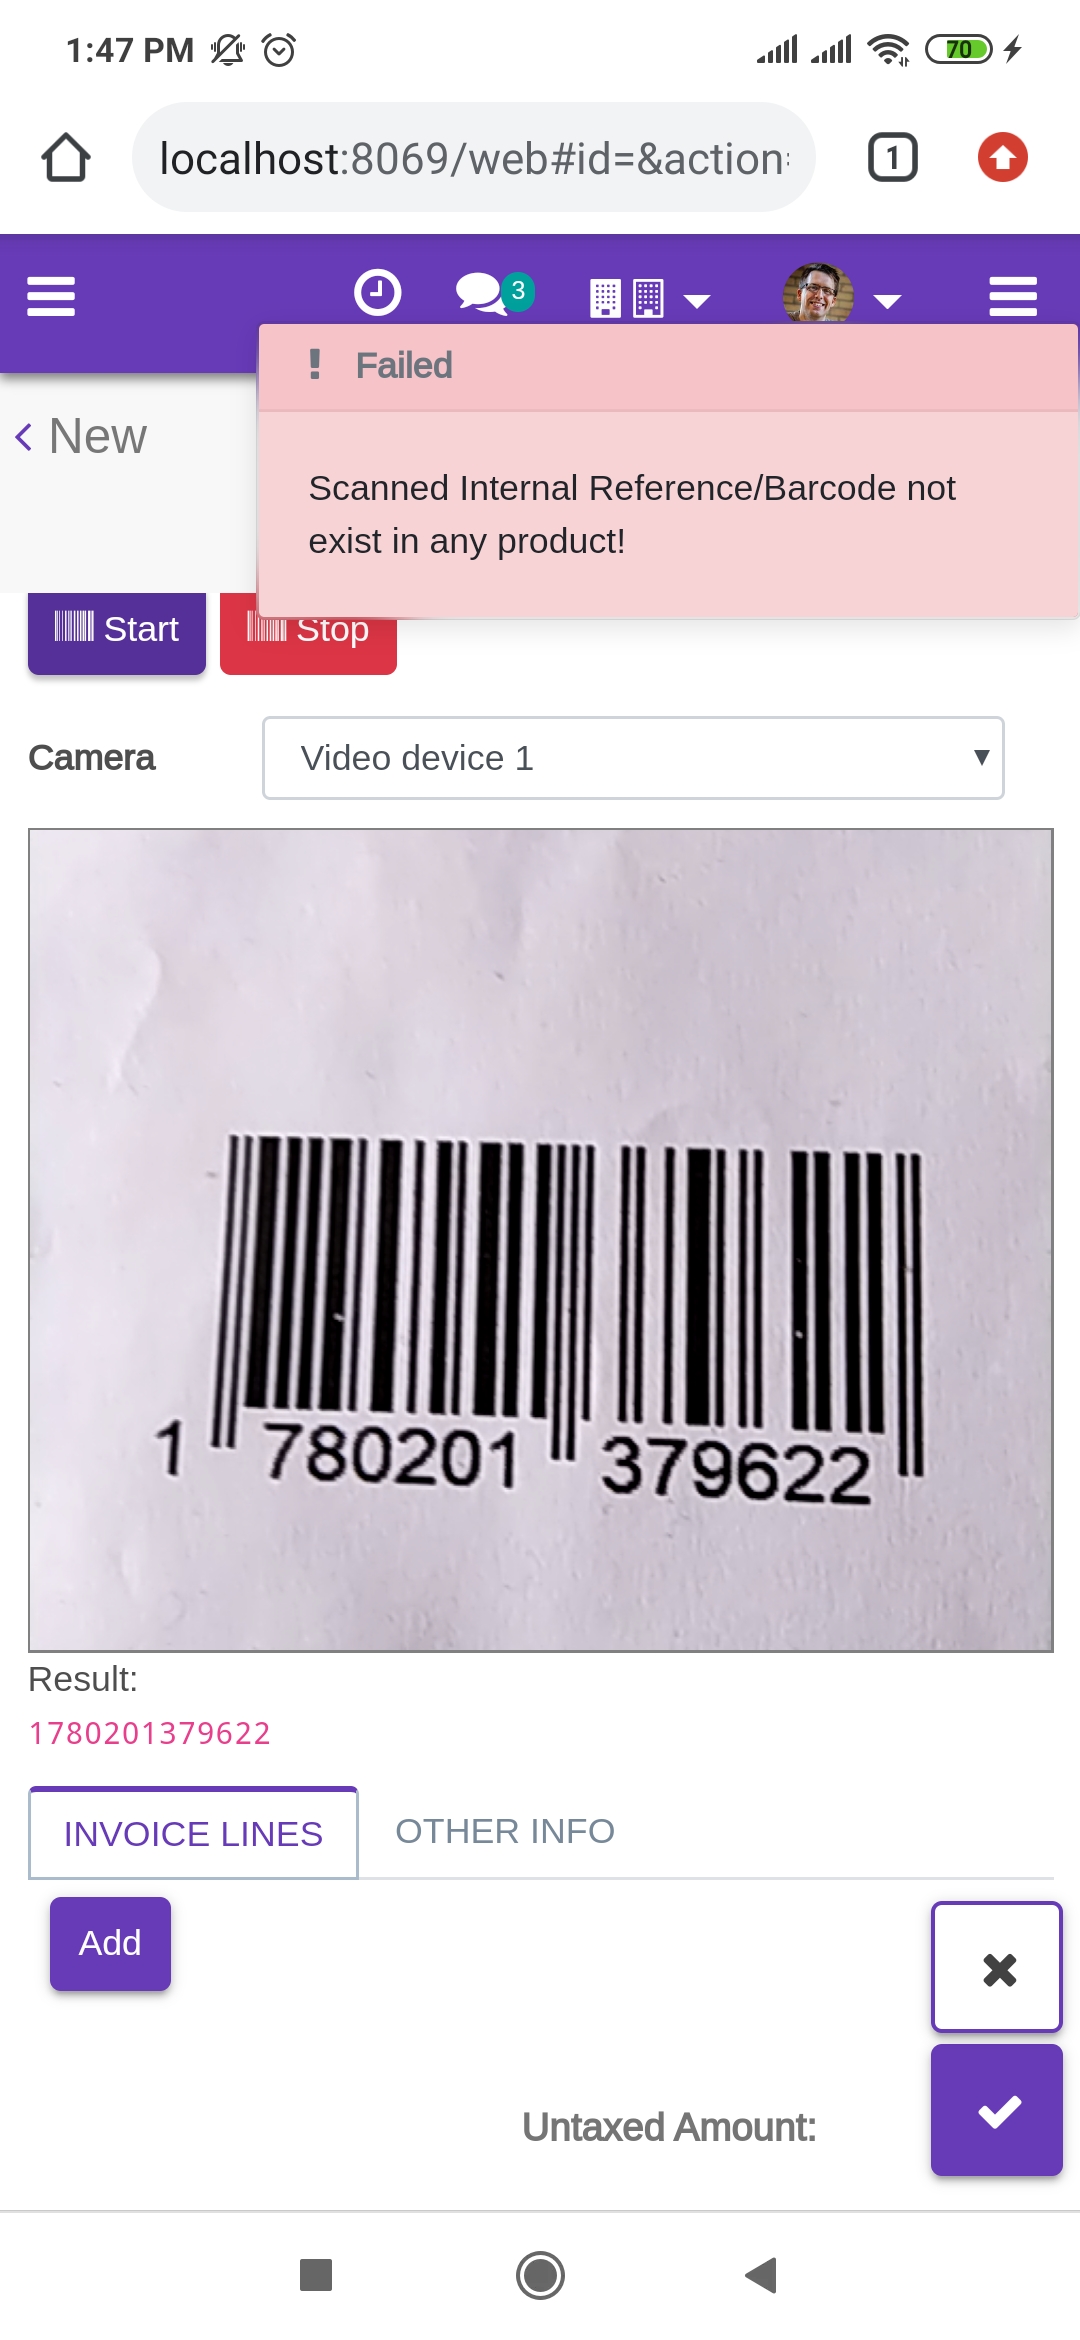 1:47 PM 70
localhost:8069/web#id=&action
1
3
Failed
New
Scanned Internal Reference/Barcode not
exist in any product!
Start Stop
Camera Video device 1
1 780201 379622
Result:
1780201379622
INVOICE LINES OTHER INFO
Add
Untaxed Amount: